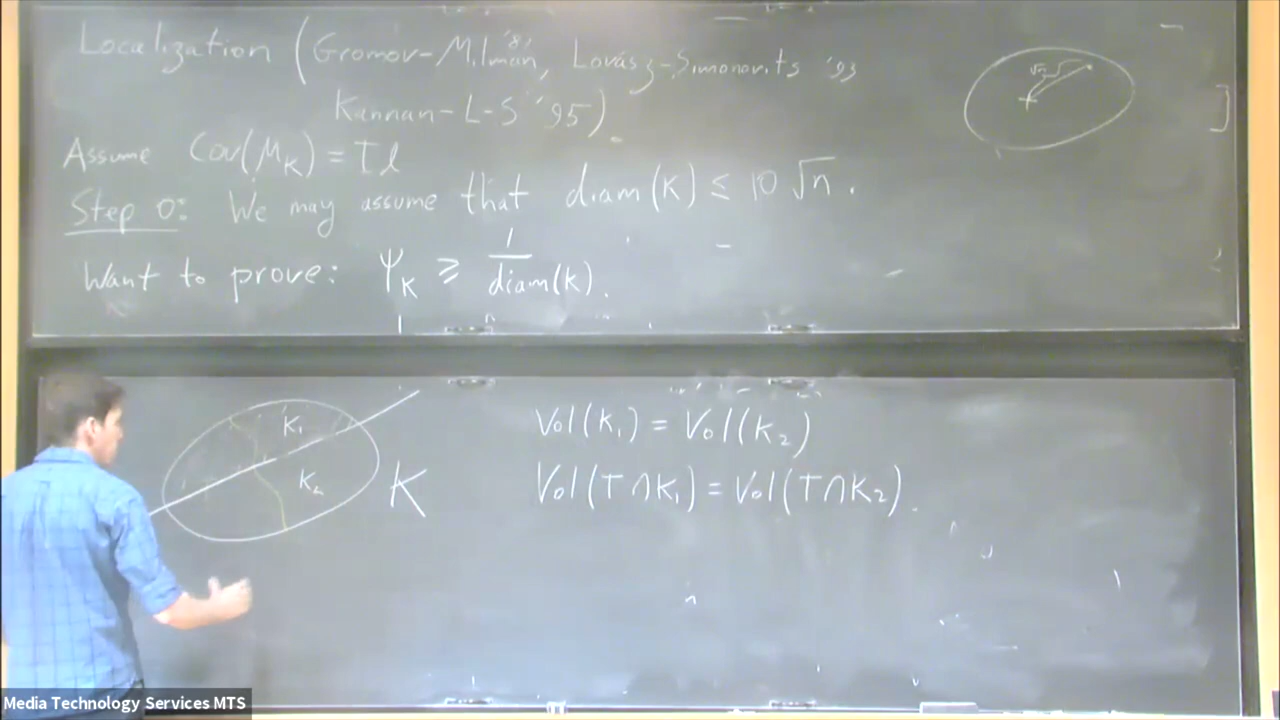 Localization (Gromov-Milman, '87, Lovász-Simonovits '93
Kannan-L-S '95).
√n
Assume Cov(μ_K) = Id
Step 0: We may assume that diam(K) ≤ 10 √n.
Want to prove: Ψ_K ≥ 1/diam(K).
K₁
K₂
K
Vol(K₁) = Vol(K₂)
Vol(T∩K₁) = Vol(T∩K₂).
Media Technology Services MTS